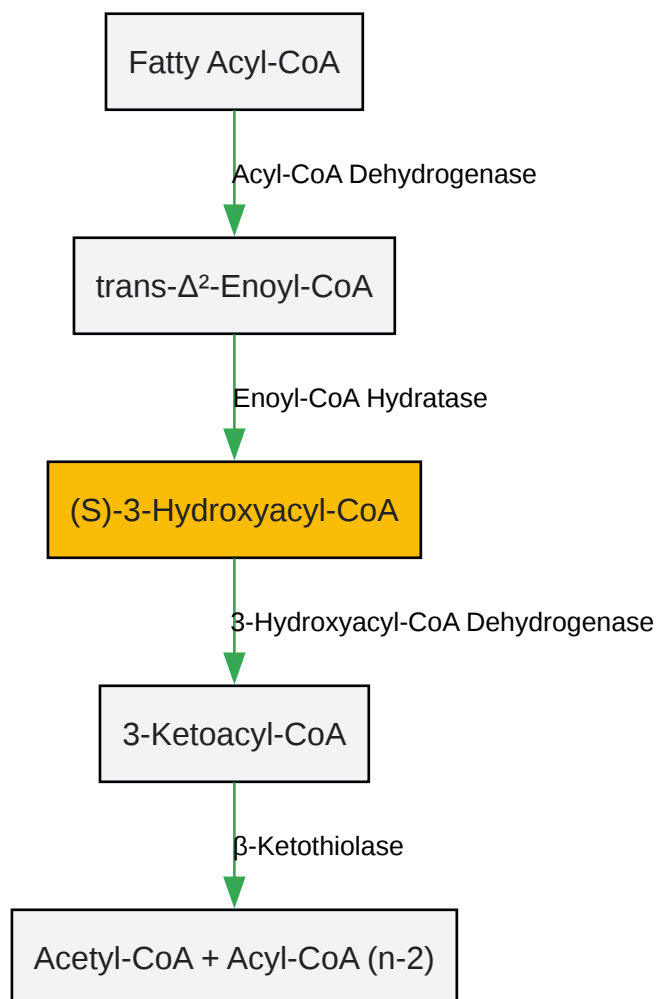 Fatty Acyl-CoA
Acyl-CoA Dehydrogenase
trans-Δ²-Enoyl-CoA
Enoyl-CoA Hydratase
(S)-3-Hydroxyacyl-CoA
3-Hydroxyacyl-CoA Dehydrogenase
3-Ketoacyl-CoA
β-Ketothiolase
Acetyl-CoA + Acyl-CoA (n-2)